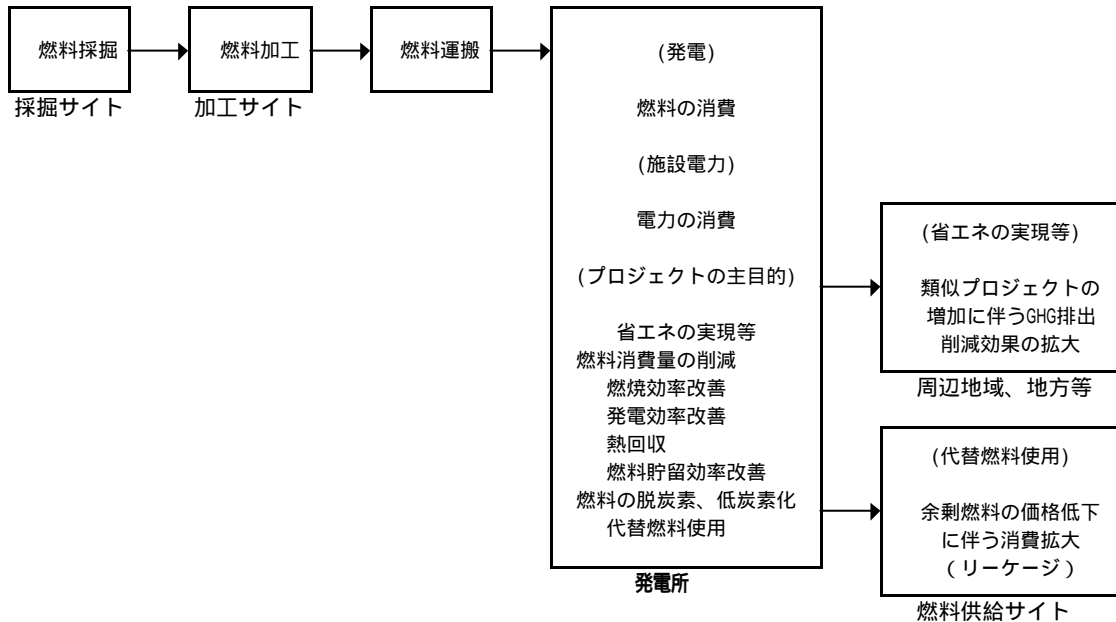 燃料採掘
採掘サイト
燃料加工
加工サイト
燃料運搬
(発電)
燃料の消費
(施設電力)
電力の消費
(プロジェクトの主目的)
省エネの実現等
燃料消費量の削減
燃焼効率改善
発電効率改善
熱回収
燃料貯留効率改善
燃料の脱炭素、低炭素化
代替燃料使用
発電所
(省エネの実現等)
類似プロジェクトの
増加に伴うGHG排出
削減効果の拡大
周辺地域、地方等
(代替燃料使用)
余剰燃料の価格低下
に伴う消費拡大
(リーケージ)
燃料供給サイト